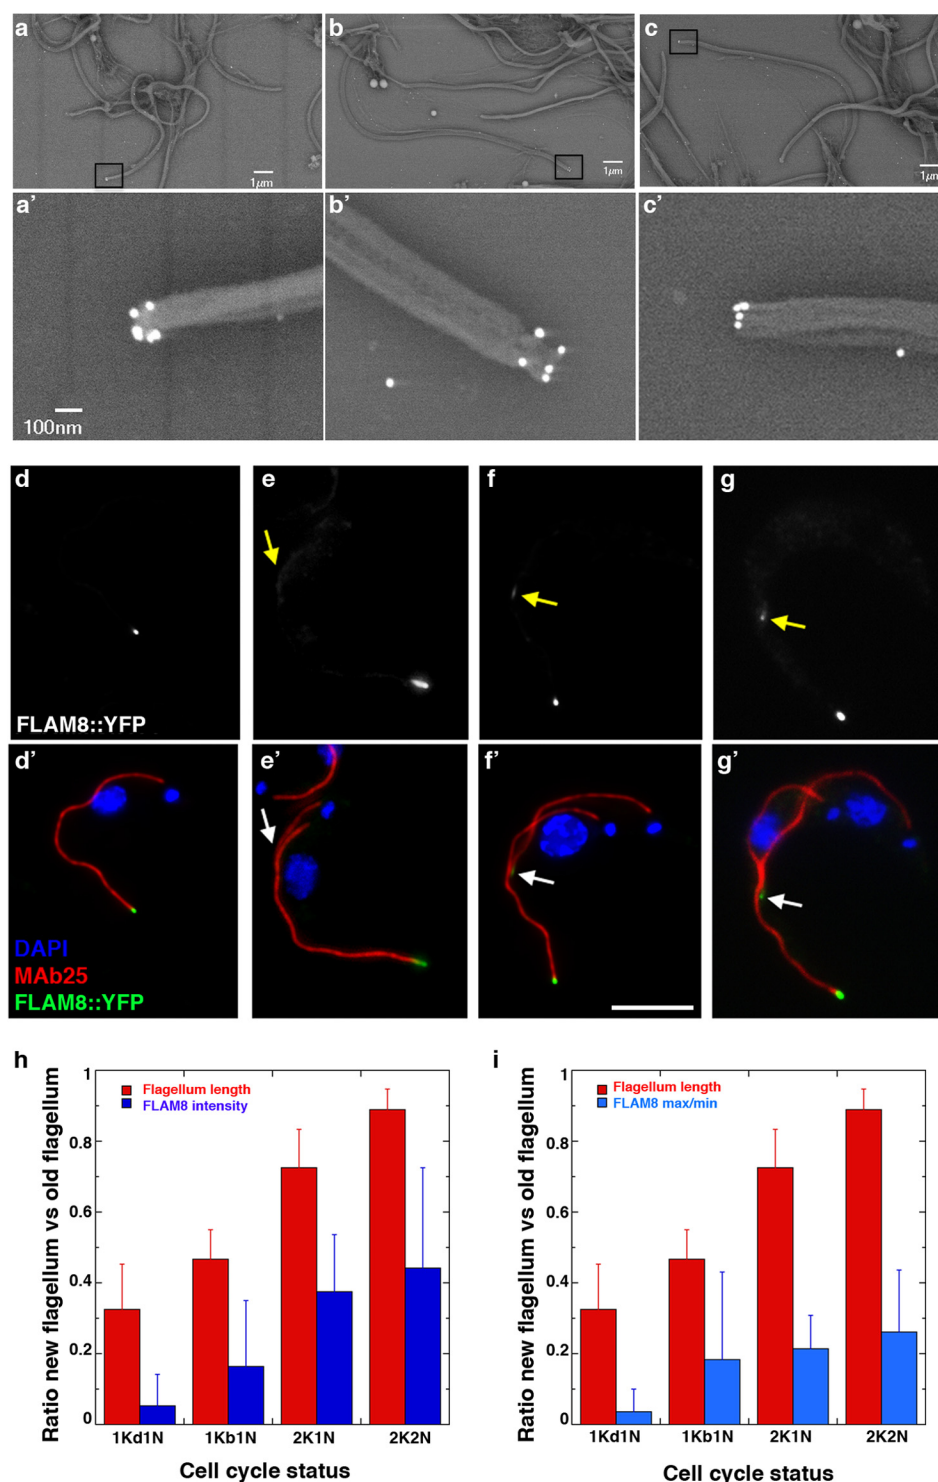 a
b
c
1µm
1µm
1µm
a'
b'
c'
100nm
d
e
f
g
FLAM8::YFP
d'
e'
f'
g'
DAPI
MAb25
FLAM8::YFP
h
Ratio new flagellum vs old flagellum
1
0.8
0.6
0.4
0.2
0
Flagellum length
FLAM8 intensity
1Kd1N 1Kb1N 2K1N 2K2N
Cell cycle status
i
Ratio new flagellum vs old flagellum
1
0.8
0.6
0.4
0.2
0
Flagellum length
FLAM8 max/min
1Kd1N 1Kb1N 2K1N 2K2N
Cell cycle status